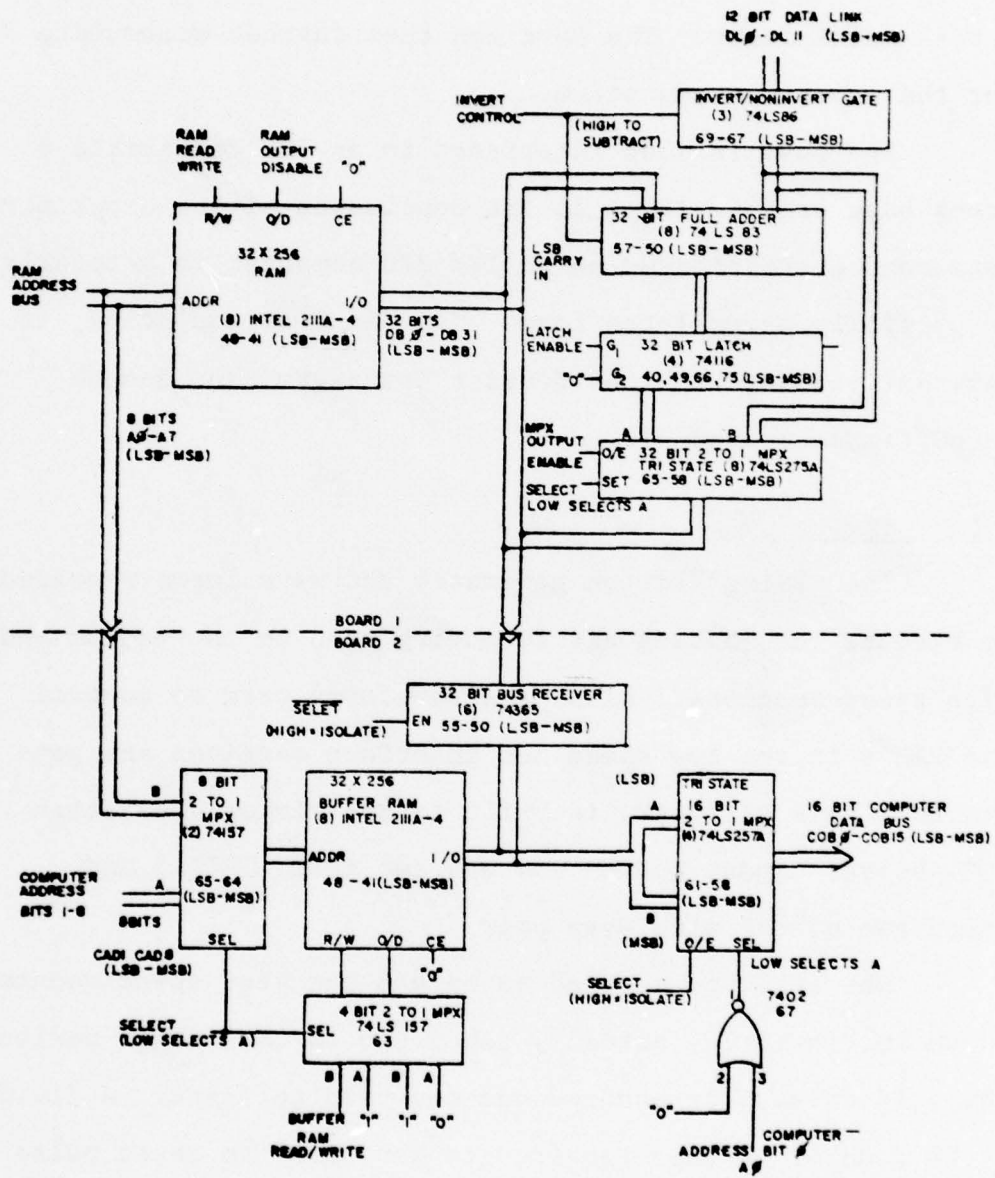 12 BIT DATA LINK
DLØ-DL11 (LSB-MSB)
INVERT
CONTROL
(HIGH TO
SUBTRACT)
INVERT/NONINVERT GATE
(3) 74LS86
69-67 (LSB-MSB)
RAM
READ
WRITE
RAM
OUTPUT
DISABLE
"O"
R/W O/D CE
32 X 256
RAM
ADDR I/O
(8) INTEL 2111A-4
48-41 (LSB-MSB)
RAM ADDRESS
BUS
32 BITS
DBØ-DB31
(LSB-MSB)
32 BIT FULL ADDER
(8) 74 LS 83
57-50 (LSB-MSB)
LSB
CARRY
IN
LATCH
ENABLE
"O"
G1
G2
32 BIT LATCH
(4) 74116
40,49,66,75(LSB-MSB)
8 BITS
AØ-A7
(LSB-MSB)
MPX
OUTPUT
ENABLE
A B
O/E 32 BIT 2 TO 1 MPX
TRI STATE (8) 74LS275A
SET 65-58 (LSB-MSB)
SELECT
LOW SELECTS A
BOARD 1
BOARD 2
32 BIT BUS RECEIVER
(6) 74365
EN 55-50 (LSB-MSB)
SELET
(HIGH=ISOLATE)
B
8 BIT
2 TO 1
MPX
(2) 74157
A
65-64
(LSB-MSB)
SEL
COMPUTER
ADDRESS
BITS 1-8
8BITS
CAD1 CAD8
(LSB-MSB)
32 X 256
BUFFER RAM
(8) INTEL 2111A-4
ADDR I/O
48-41(LSB-MSB)
R/W O/D CE
"O"
(LSB)
A
B
(MSB)
TRI STATE
16 BIT
2 TO 1 MPX
(4)74LS257A
61-58
(LSB-MSB)
O/E SEL
16 BIT COMPUTER
DATA BUS
COBØ-COB15 (LSB-MSB)
LOW SELECTS A
SELECT
(HIGH=ISOLATE)
SELECT
(LOW SELECTS A)
4 BIT 2 TO 1 MPX
SEL 74LS 157
63
B A B A
BUFFER "1" "1" "O"
RAM
READ/WRITE
1
7402
67
2 3
"O"
COMPUTER
ADDRESS BIT Ø
AØ